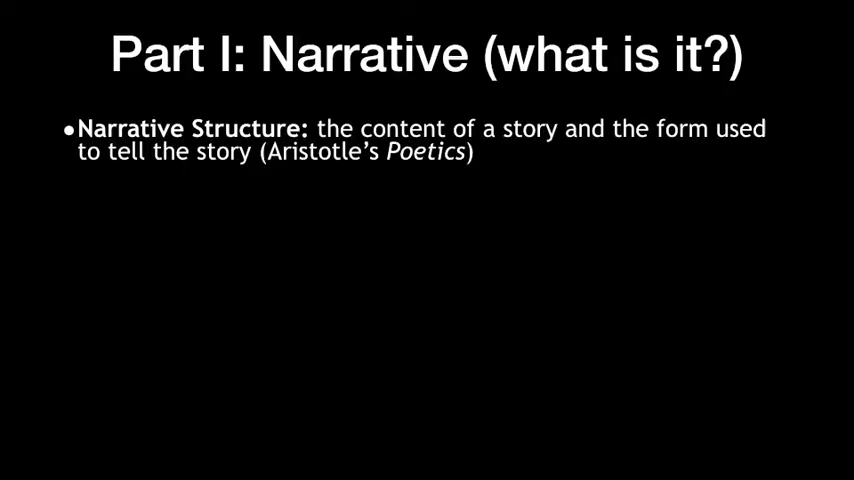 Part I: Narrative (what is it?)
•Narrative Structure: the content of a story and the form used
to tell the story (Aristotle’s Poetics)